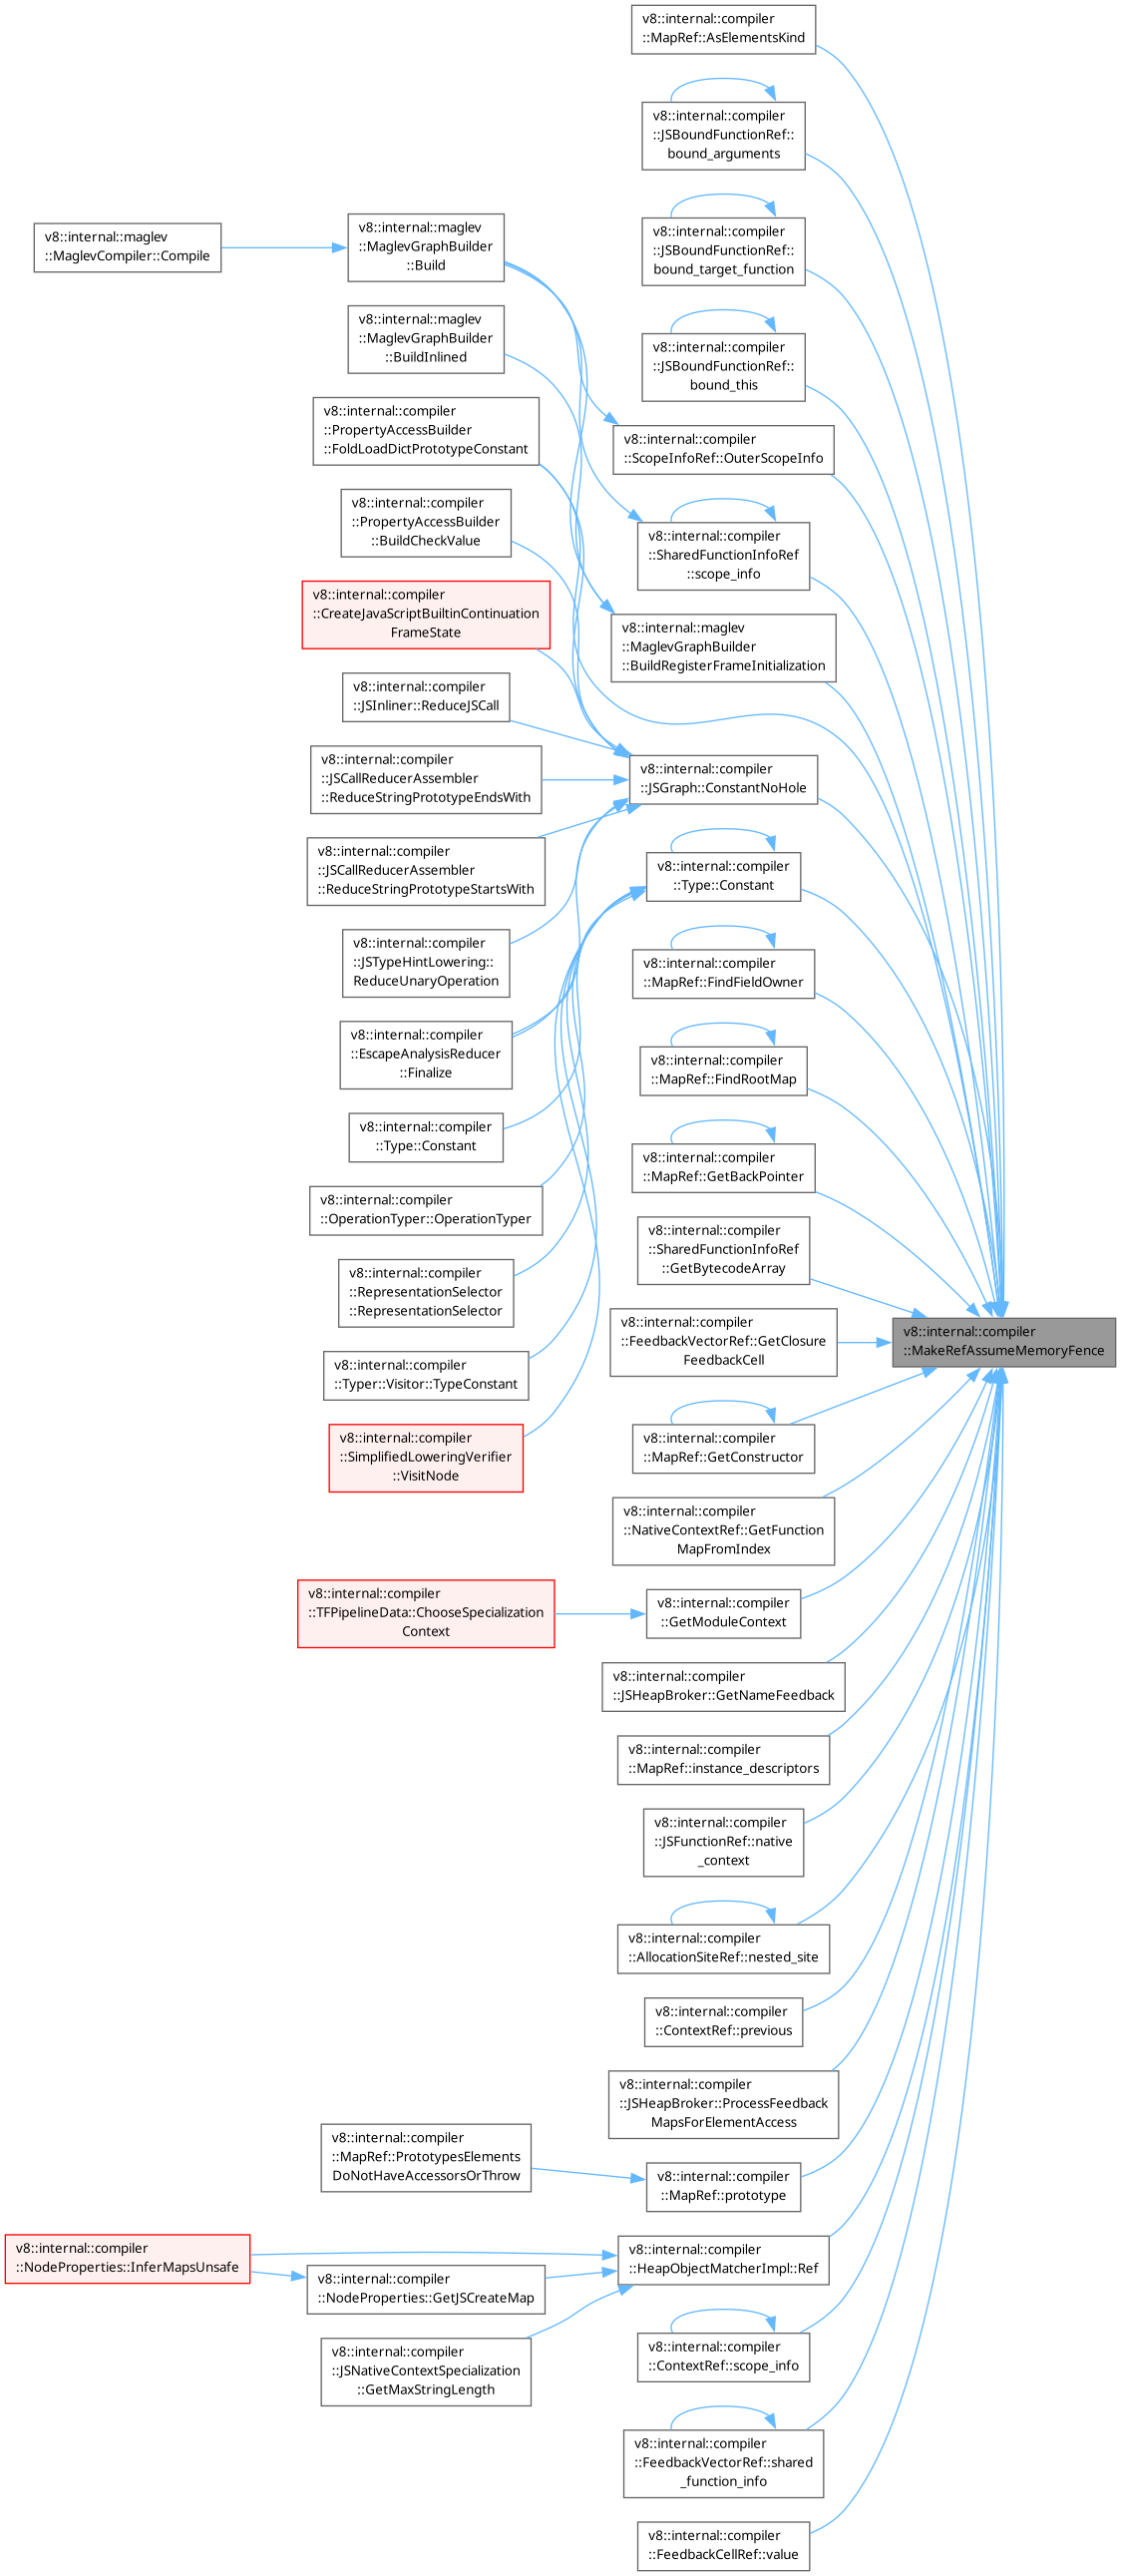 v8::internal::compiler
::MapRef::AsElementsKind
v8::internal::compiler
::JSBoundFunctionRef::
bound_arguments
v8::internal::compiler
::JSBoundFunctionRef::
bound_target_function
v8::internal::maglev
::MaglevCompiler::Compile
v8::internal::maglev
::MaglevGraphBuilder
::Build
v8::internal::maglev
::MaglevGraphBuilder
::BuildInlined
v8::internal::compiler
::JSBoundFunctionRef::
bound_this
v8::internal::compiler
::PropertyAccessBuilder
::FoldLoadDictPrototypeConstant
v8::internal::compiler
::ScopeInfoRef::OuterScopeInfo
v8::internal::compiler
::PropertyAccessBuilder
::BuildCheckValue
v8::internal::compiler
::SharedFunctionInfoRef
::scope_info
v8::internal::compiler
::CreateJavaScriptBuiltinContinuation
FrameState
v8::internal::maglev
::MaglevGraphBuilder
::BuildRegisterFrameInitialization
v8::internal::compiler
::JSInliner::ReduceJSCall
v8::internal::compiler
::JSCallReducerAssembler
::ReduceStringPrototypeEndsWith
v8::internal::compiler
::JSGraph::ConstantNoHole
v8::internal::compiler
::JSCallReducerAssembler
::ReduceStringPrototypeStartsWith
v8::internal::compiler
::Type::Constant
v8::internal::compiler
::JSTypeHintLowering::
ReduceUnaryOperation
v8::internal::compiler
::MapRef::FindFieldOwner
v8::internal::compiler
::EscapeAnalysisReducer
::Finalize
v8::internal::compiler
::MapRef::FindRootMap
v8::internal::compiler
::Type::Constant
v8::internal::compiler
::MapRef::GetBackPointer
v8::internal::compiler
::OperationTyper::OperationTyper
v8::internal::compiler
::SharedFunctionInfoRef
::GetBytecodeArray
v8::internal::compiler
::RepresentationSelector
::RepresentationSelector
v8::internal::compiler
::FeedbackVectorRef::GetClosure
FeedbackCell
v8::internal::compiler
::MakeRefAssumeMemoryFence
v8::internal::compiler
::Typer::Visitor::TypeConstant
v8::internal::compiler
::SimplifiedLoweringVerifier
::VisitNode
v8::internal::compiler
::MapRef::GetConstructor
v8::internal::compiler
::NativeContextRef::GetFunction
MapFromIndex
v8::internal::compiler
::TFPipelineData::ChooseSpecialization
Context
v8::internal::compiler
::GetModuleContext
v8::internal::compiler
::JSHeapBroker::GetNameFeedback
v8::internal::compiler
::MapRef::instance_descriptors
v8::internal::compiler
::JSFunctionRef::native
_context
v8::internal::compiler
::AllocationSiteRef::nested_site
v8::internal::compiler
::ContextRef::previous
v8::internal::compiler
::JSHeapBroker::ProcessFeedback
MapsForElementAccess
v8::internal::compiler
::MapRef::PrototypesElements
DoNotHaveAccessorsOrThrow
v8::internal::compiler
::MapRef::prototype
v8::internal::compiler
::NodeProperties::InferMapsUnsafe
v8::internal::compiler
::HeapObjectMatcherImpl::Ref
v8::internal::compiler
::NodeProperties::GetJSCreateMap
v8::internal::compiler
::JSNativeContextSpecialization
::GetMaxStringLength
v8::internal::compiler
::ContextRef::scope_info
v8::internal::compiler
::FeedbackVectorRef::shared
_function_info
v8::internal::compiler
::FeedbackCellRef::value